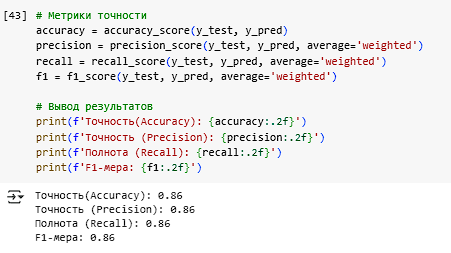 [43] # Метрики точности
accuracy = accuracy_score(y_test, y_pred)
precision = precision_score(y_test, y_pred, average='weighted')
recall = recall_score(y_test, y_pred, average='weighted')
f1 = f1_score(y_test, y_pred, average='weighted')
# Вывод результатов
print(f'Точность(Accuracy): {accuracy:.2f}')
print(f'Точность (Precision): {precision:.2f}')
print(f'Полнота (Recall): {recall:.2f}')
print(f'F1-мера: {f1:.2f}')
Точность(Accuracy): 0.86
Точность (Precision): 0.86
Полнота (Recall): 0.86
F1-мера: 0.86